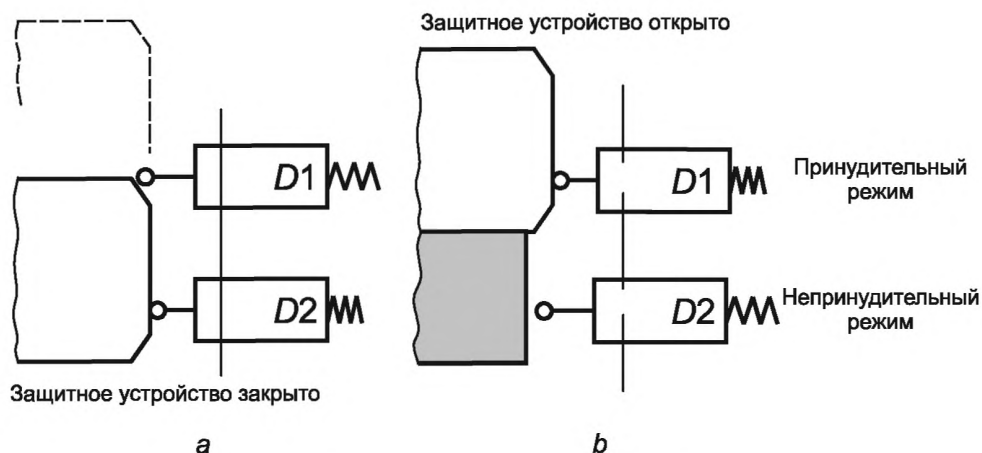 Защитное устройство открыто
D1
D1
Принудительный
режим
D2
D2
Непринудительный
режим
Защитное устройство закрыто
a
b